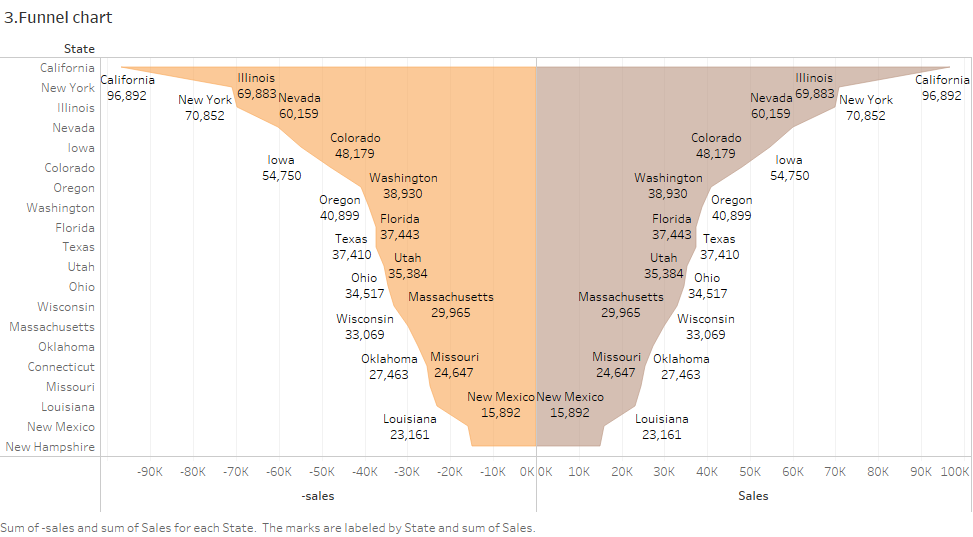 3.Funnel chart
State
California
New York
Illinois
Nevada
Iowa
Colorado
Oregon
Washington
Florida
Texas
Utah
Ohio
Wisconsin
Massachusetts
Oklahoma
Connecticut
Missouri
Louisiana
New Mexico
New Hampshire
California
96,892
New York
70,852
Illinois
69,883
Nevada
60,159
Colorado
48,179
Iowa
54,750
Washington
38,930
Oregon
40,899
Florida
37,443
Texas
37,410
Utah
35,384
Ohio
34,517
Massachusetts
29,965
Wisconsin
33,069
Oklahoma
27,463
Missouri
24,647
New Mexico
15,892
Louisiana
23,161
Illinois
69,883
California
96,892
Nevada
60,159
New York
70,852
Colorado
48,179
Iowa
54,750
Washington
38,930
Oregon
40,899
Florida
37,443
Texas
37,410
Utah
35,384
Ohio
34,517
Massachusetts
29,965
Wisconsin
33,069
Missouri
24,647
Oklahoma
27,463
New Mexico
15,892
Louisiana
23,161
-90K -80K -70K -60K -50K -40K -30K -20K -10K 0K
0K 10K 20K 30K 40K 50K 60K 70K 80K 90K 100K
-sales
Sales
Sum of -sales and sum of Sales for each State. The marks are labeled by State and sum of Sales.